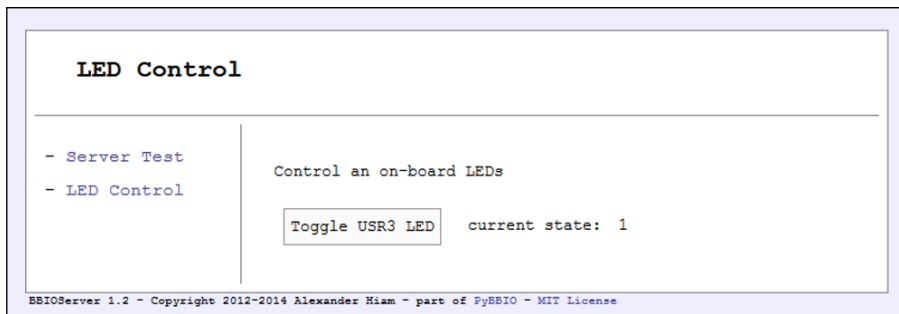 LED Control
- Server Test
- LED Control
Control an on-board LEDs
Toggle USR3 LED current state: 1
BBIOServer 1.2 - Copyright 2012-2014 Alexander Hiam - part of PyBBIO - MIT License